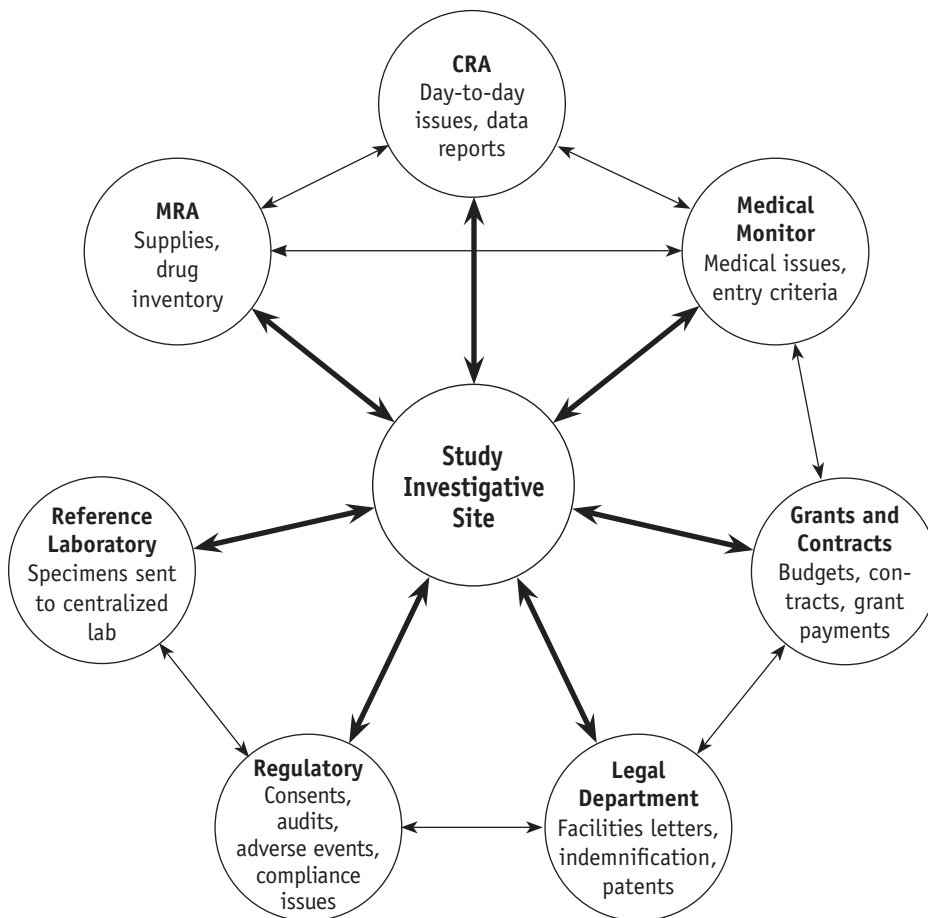 CRA
Day-to-day
issues, data
reports
MRA
Supplies,
drug
inventory
Medical
Monitor
Medical issues,
entry criteria
Study
Investigative
Site
Reference
Laboratory
Specimens sent
to centralized
lab
Grants and
Contracts
Budgets, con-
tracts, grant
payments
Regulatory
Consents,
audits,
adverse events,
compliance
issues
Legal
Department
Facilities letters,
indemnification,
patents